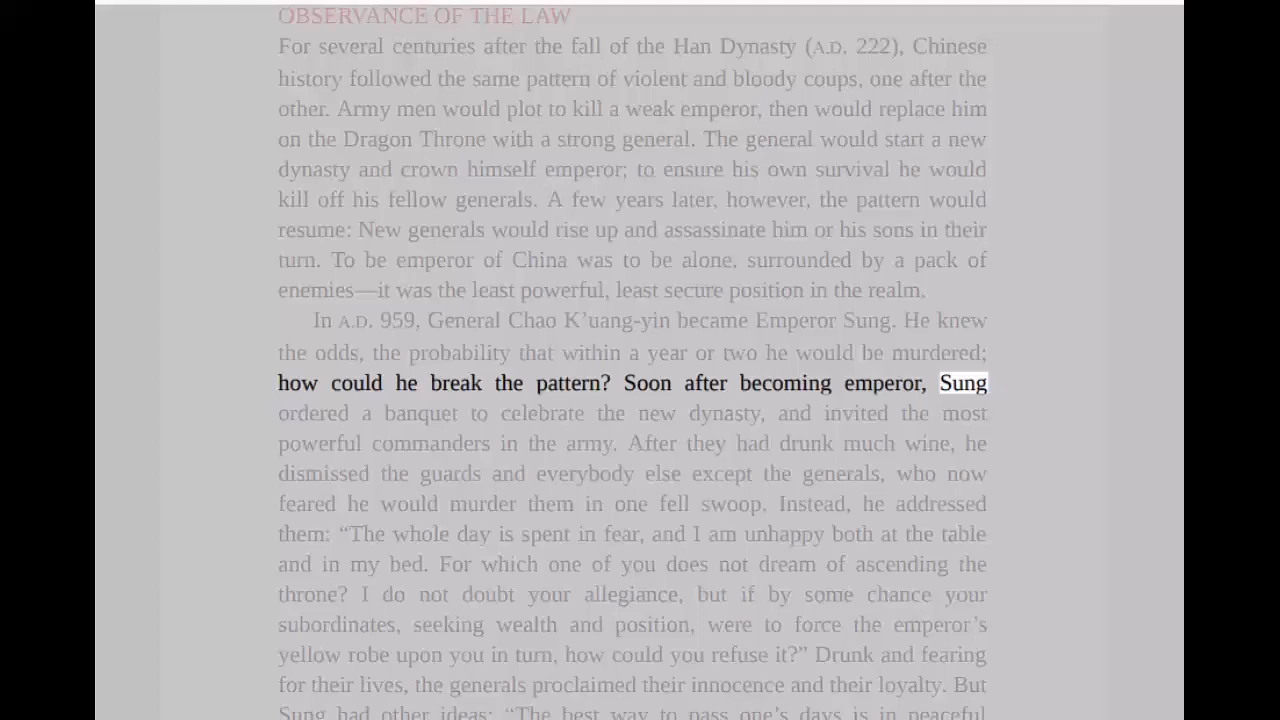 OBSERVANCE OF THE LAW
For several centuries after the fall of the Han Dynasty (A.D. 222), Chinese
history followed the same pattern of violent and bloody coups, one after the
other. Army men would plot to kill a weak emperor, then would replace him
on the Dragon Throne with a strong general. The general would start a new
dynasty and crown himself emperor; to ensure his own survival he would
kill off his fellow generals. A few years later, however, the pattern would
resume: New generals would rise up and assassinate him or his sons in their
turn. To be emperor of China was to be alone, surrounded by a pack of
enemies—it was the least powerful, least secure position in the realm.
In A.D. 959, General Chao K’uang-yin became Emperor Sung. He knew
the odds, the probability that within a year or two he would be murdered;
how could he break the pattern? Soon after becoming emperor, Sung
ordered a banquet to celebrate the new dynasty, and invited the most
powerful commanders in the army. After they had drunk much wine, he
dismissed the guards and everybody else except the generals, who now
feared he would murder them in one fell swoop. Instead, he addressed
them: “The whole day is spent in fear, and I am unhappy both at the table
and in my bed. For which one of you does not dream of ascending the
throne? I do not doubt your allegiance, but if by some chance your
subordinates, seeking wealth and position, were to force the emperor’s
yellow robe upon you in turn, how could you refuse it?” Drunk and fearing
for their lives, the generals proclaimed their innocence and their loyalty. But
Sung had other ideas: “The best way to pass one’s days is in peaceful